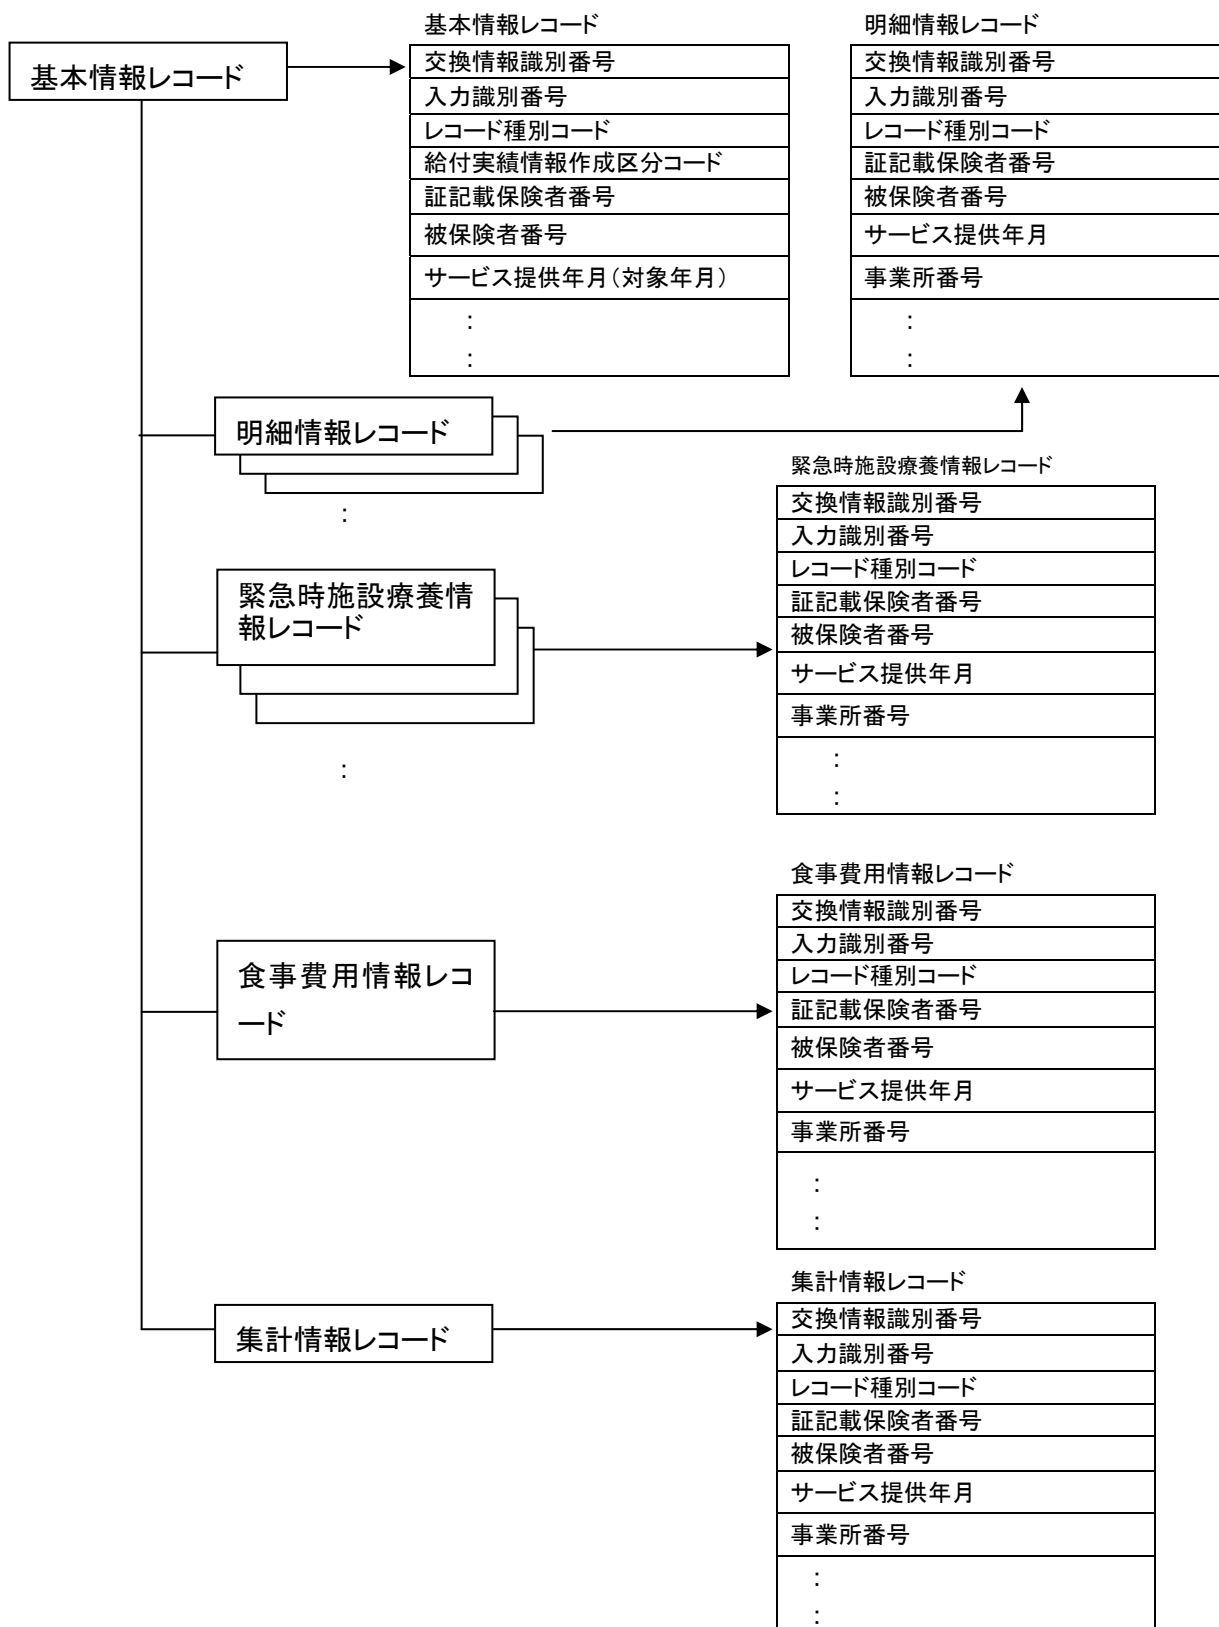 基本情報レコード
基本情報レコード
交換情報識別番号
入力識別番号
レコード種別コード
給付実績情報作成区分コード
証記載保険者番号
被保険者番号
サービス提供年月（対象年月）
：
：
明細情報レコード
交換情報識別番号
入力識別番号
レコード種別コード
証記載保険者番号
被保険者番号
サービス提供年月
事業所番号
：
：
明細情報レコード
：
緊急時施設療養情
報レコード
：
緊急時施設療養情報レコード
交換情報識別番号
入力識別番号
レコード種別コード
証記載保険者番号
被保険者番号
サービス提供年月
事業所番号
：
：
食事費用情報レコ
ード
食事費用情報レコード
交換情報識別番号
入力識別番号
レコード種別コード
証記載保険者番号
被保険者番号
サービス提供年月
事業所番号
：
：
集計情報レコード
集計情報レコード
交換情報識別番号
入力識別番号
レコード種別コード
証記載保険者番号
被保険者番号
サービス提供年月
事業所番号
：
：